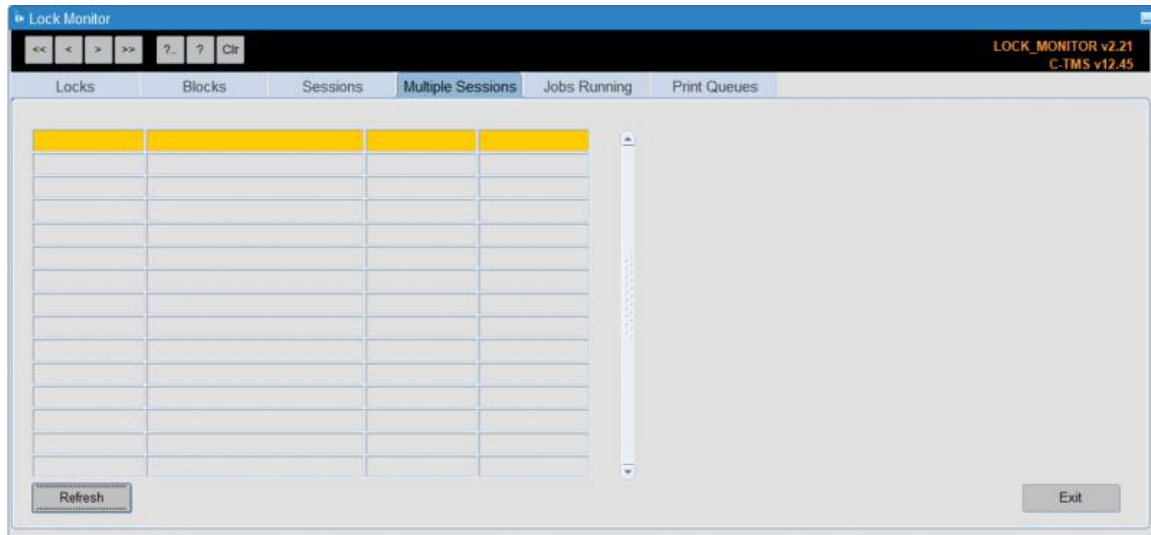 Lock Monitor
<< < > >> ?_ ? Clr
LOCK_MONITOR v2.21
C-TMS v12.45
Locks Blocks Sessions Multiple Sessions Jobs Running Print Queues
Refresh Exit